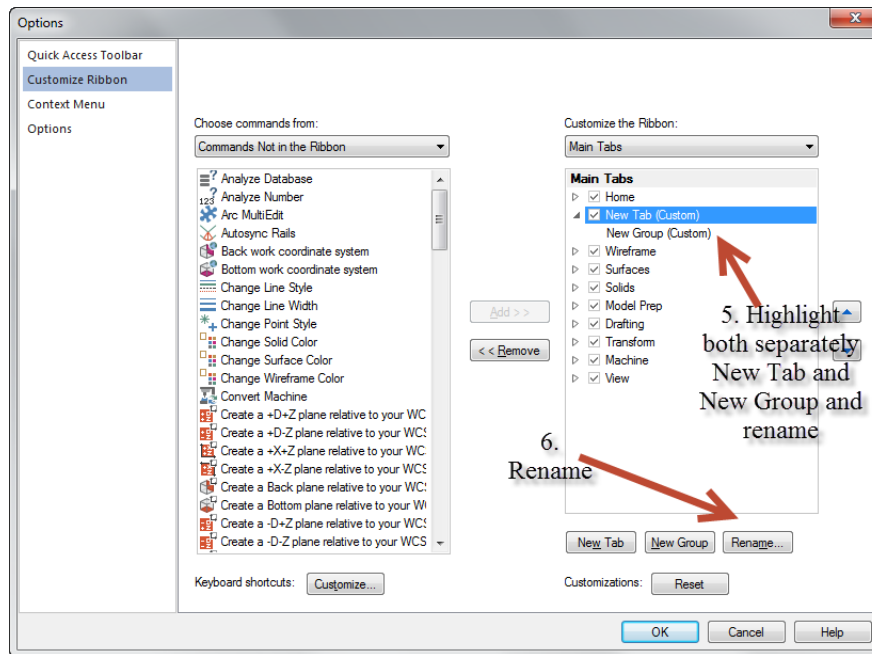 Options
Quick Access Toolbar
Customize Ribbon
Context Menu
Options
Choose commands from:
Commands Not in the Ribbon
Analyze Database
Analyze Number
Arc MultiEdit
Autosync Rails
Back work coordinate system
Bottom work coordinate system
Change Line Style
Change Line Width
Change Point Style
Change Solid Color
Change Surface Color
Change Wireframe Color
Convert Machine
Create a +D+Z plane relative to your WC
Create a +D-Z plane relative to your WCS
Create a +X+Z plane relative to your WC
Create a +X-Z plane relative to your WCS
Create a Back plane relative to your WCS
Create a Bottom plane relative to your W
Create a -D+Z plane relative to your WCS
Create a -D-Z plane relative to your WCS
Keyboard shortcuts:
Customize...
Add > >
< < Remove
Customize the Ribbon:
Main Tabs
Main Tabs
Home
New Tab (Custom)
New Group (Custom)
Wireframe
Surfaces
Solids
Model Prep
Drafting
Transform
Machine
View
5. Highlight
both separately
New Tab and
New Group and
rename
6.
Rename
New Tab
New Group
Rename...
Customizations:
Reset
OK
Cancel
Help